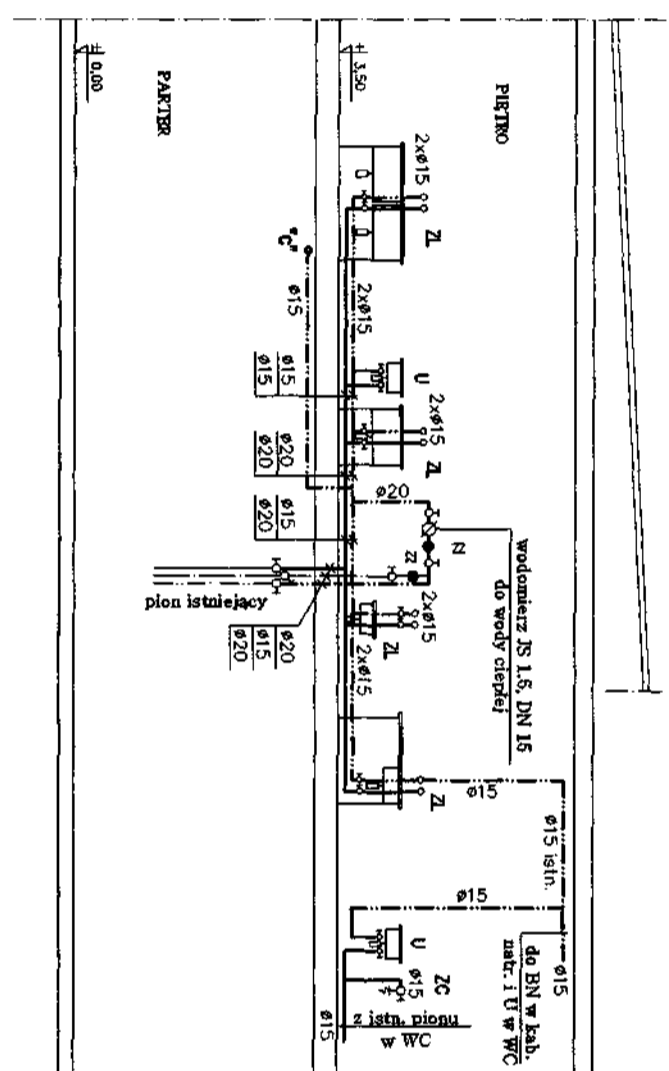 ± 0,00
PARTER
+ 3,50
PIĘTRO
2xø15
ZL
"C"
ø15
2xø15
ø15
ø15
U
2xø15
ZL
ø20
ø20
ø20
ø15
ø20
zz
zz
wodomierz JS 1.5, DN 15
do wody ciepłej
pion istniejący
ø20
ø15
ø20
2xø15
ZL
2xø15
ZL
ø15
ø15 istn.
ø15
ø15
do BN w kab.
natr. i U w WC
U
ZC
ø15
z istn. pionu
w WC
ø15